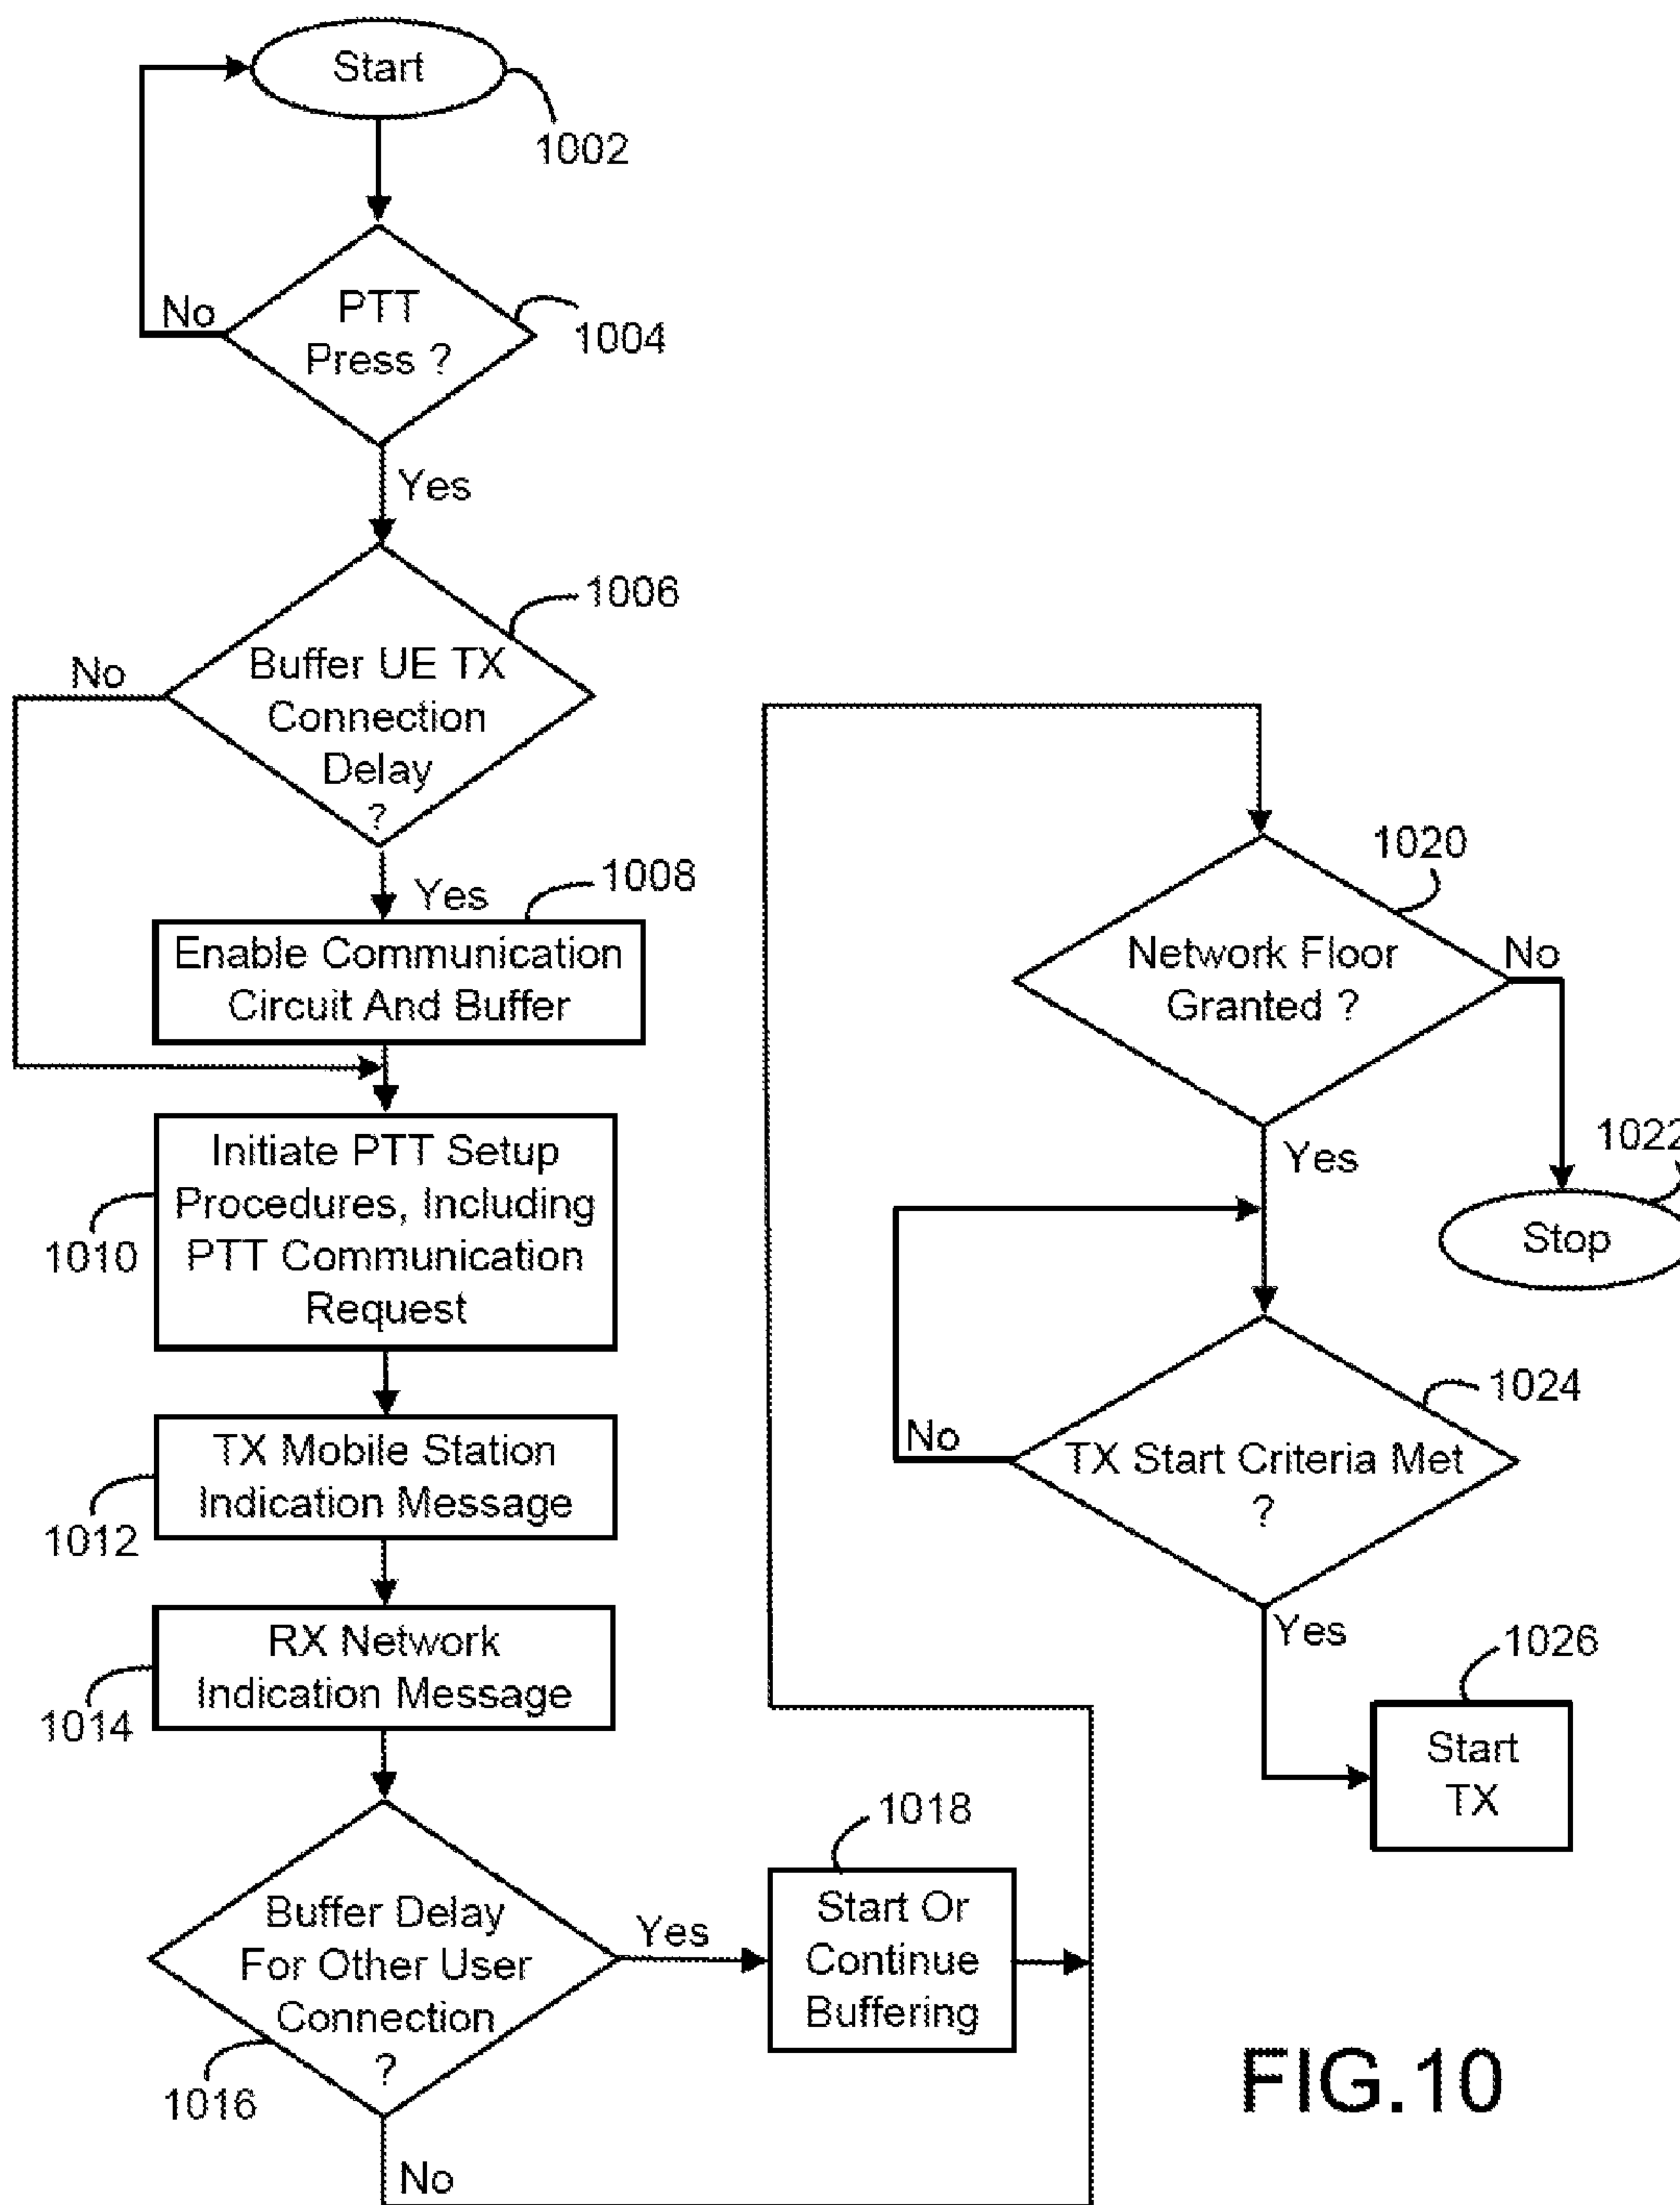 Start
1002
PTT
Press ?
1004
No
Yes
1006
Buffer UE TX
Connection
Delay
?
No
Yes
1008
Enable Communication
Circuit And Buffer
Initiate PTT Setup
Procedures, Including
PTT Communication
Request
1010
TX Mobile Station
Indication Message
1012
RX Network
Indication Message
1014
Buffer Delay
For Other User
Connection
?
1016
Yes
No
1018
Start Or
Continue
Buffering
1020
Network Floor
Granted ?
No
Yes
1022
Stop
1024
TX Start Criteria Met
?
No
Yes
1026
Start
TX
FIG.10